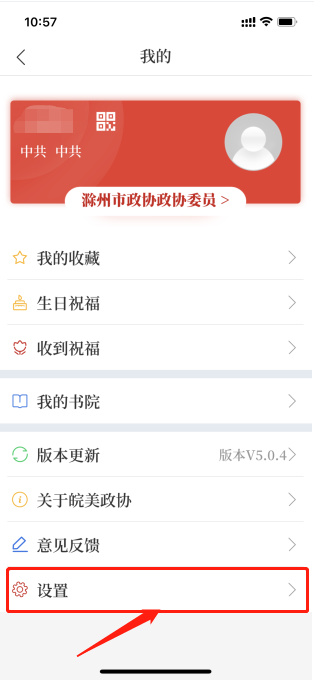 10:57
我的
中共 中共
滁州市政协政协委员 >
我的收藏
生日祝福
收到祝福
我的书院
版本更新 版本V5.0.4
关于皖美政协
意见反馈
设置